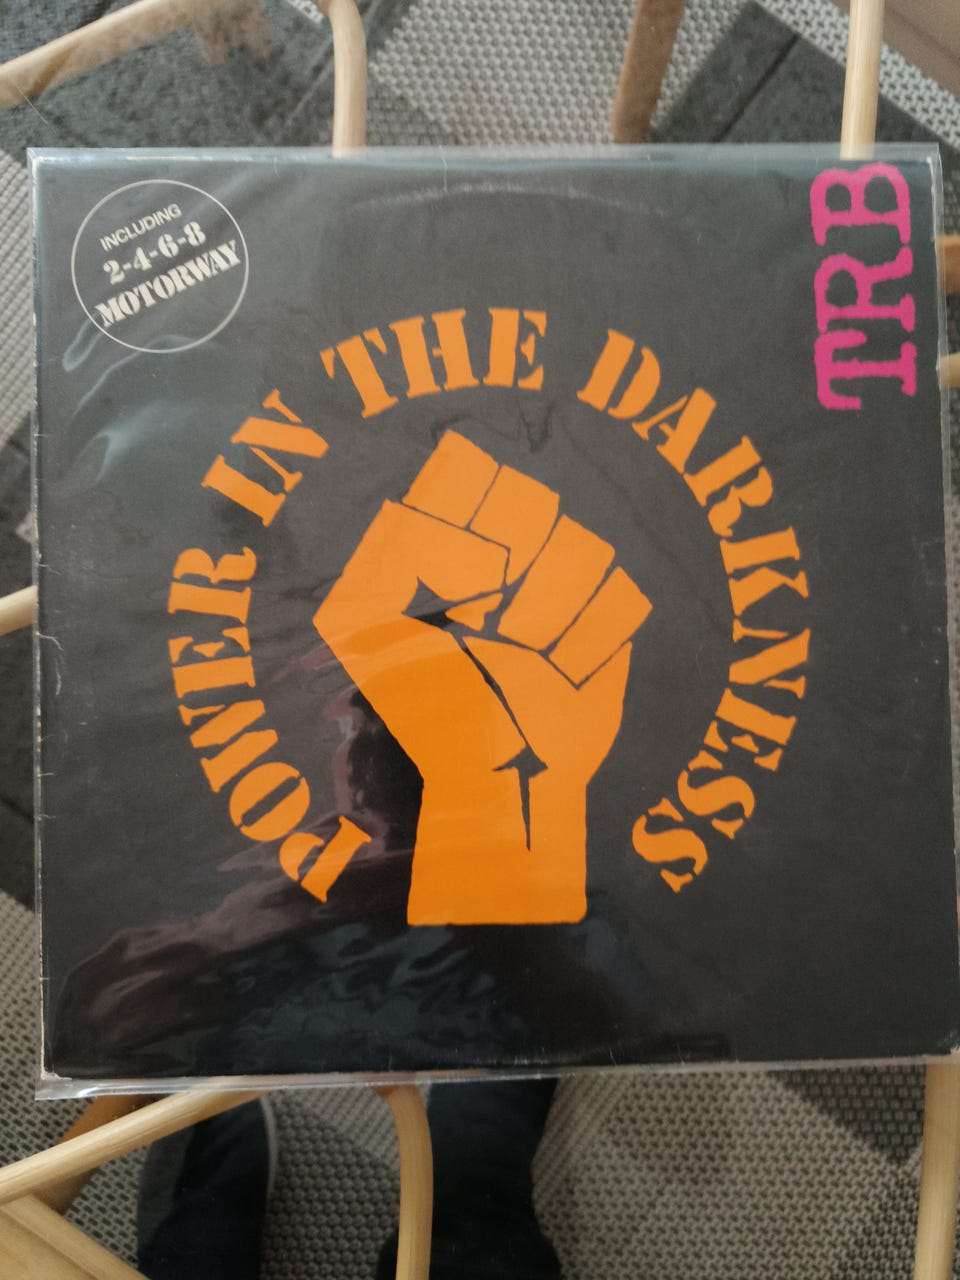 INCLUDING
2-4-6-8
MOTORWAY
TRB
POWER IN THE DARKNESS